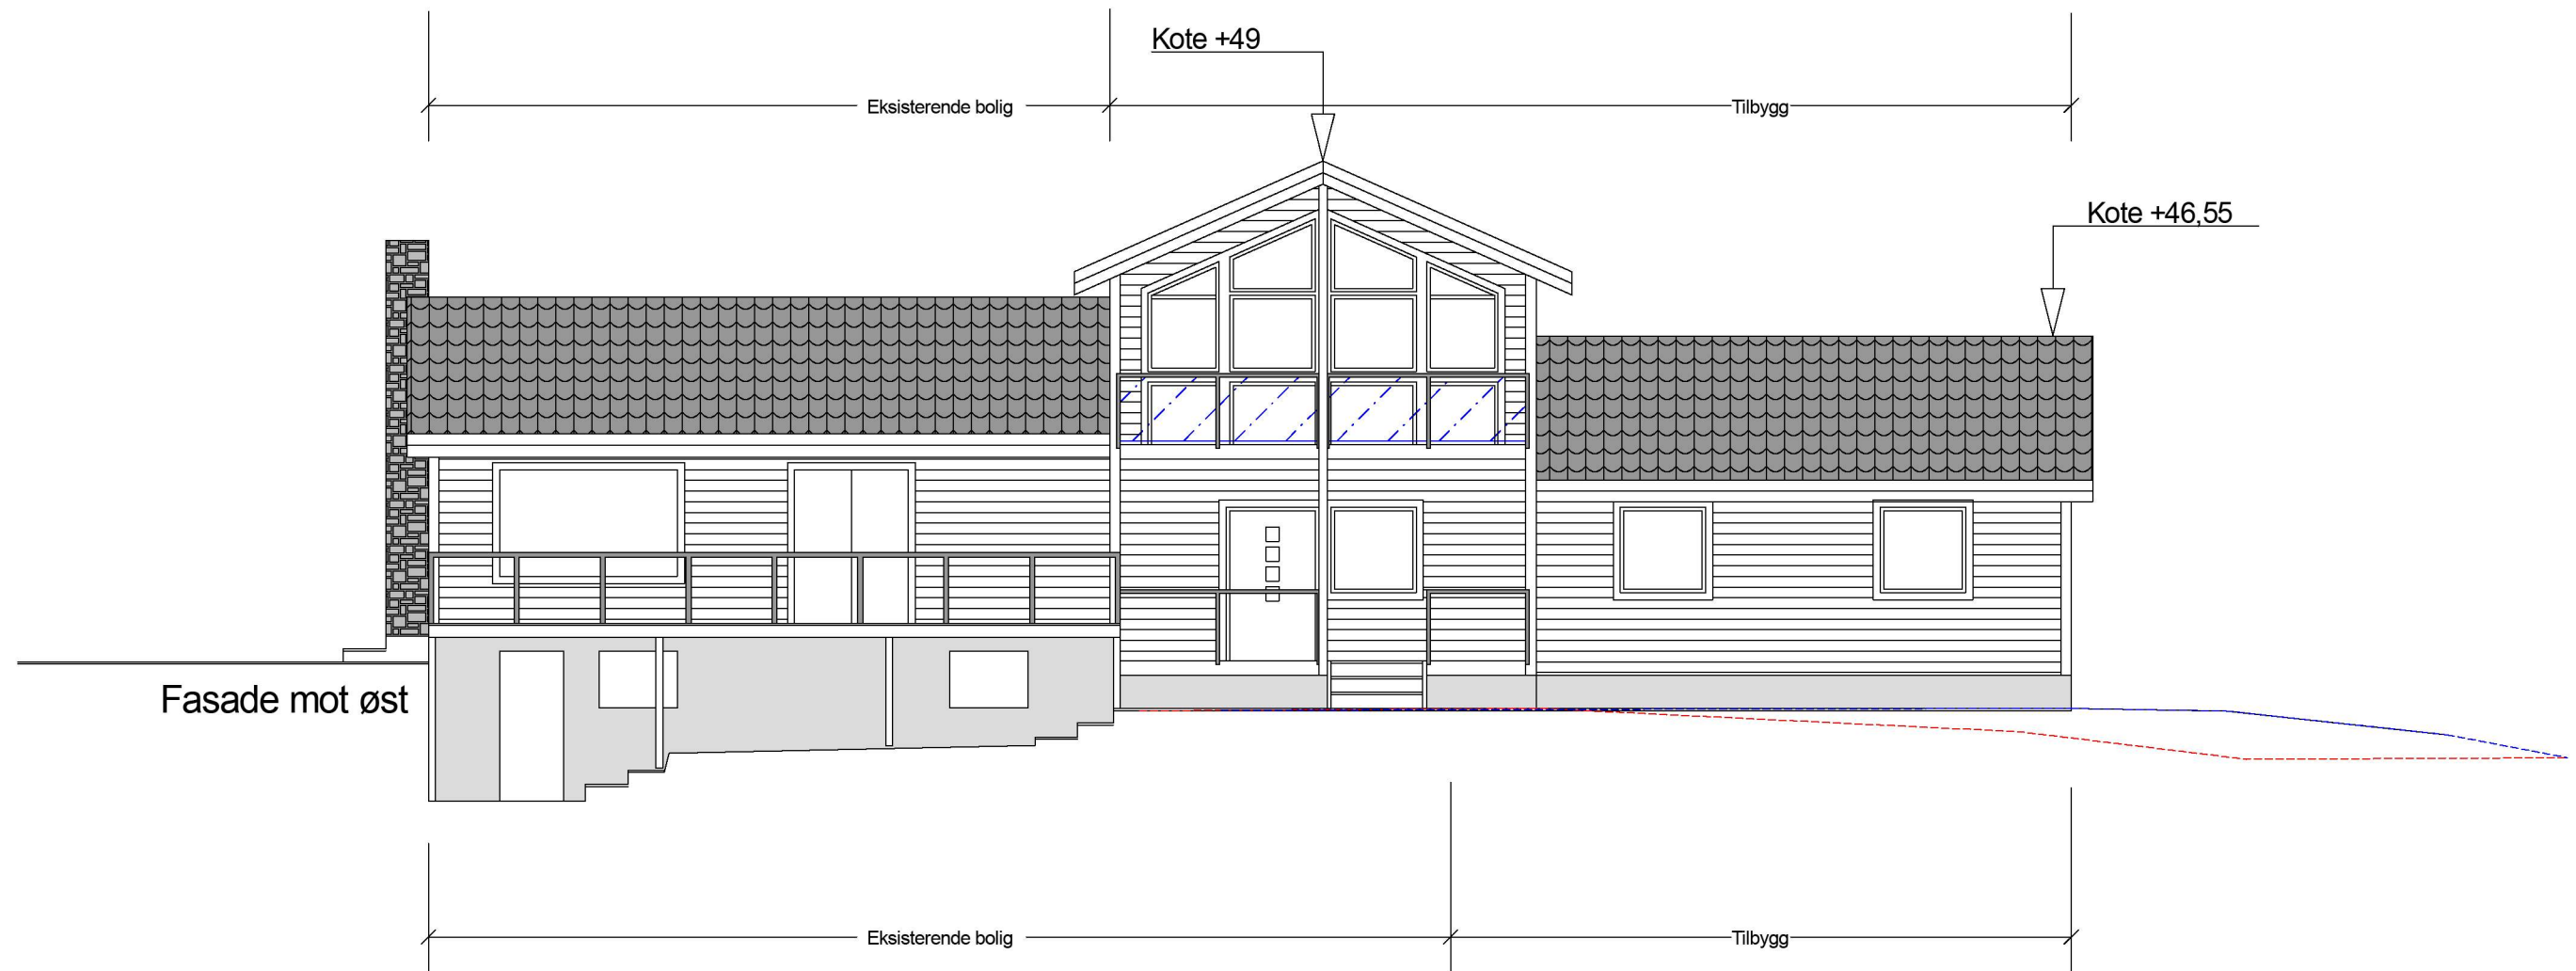 Kote +49
Eksisterende bolig
Tilbygg
Kote +46,55
Fasade mot øst
Eksisterende bolig
Tilbygg